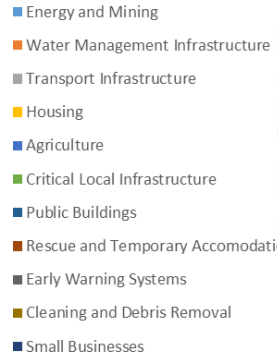 Energy and Mining
Water Management Infrastructure
Transport Infrastructure
Housing
Agriculture
Critical Local Infrastructure
Public Buildings
Rescue and Temporary Accomodati
Early Warning Systems
Cleaning and Debris Removal
Small Businesses